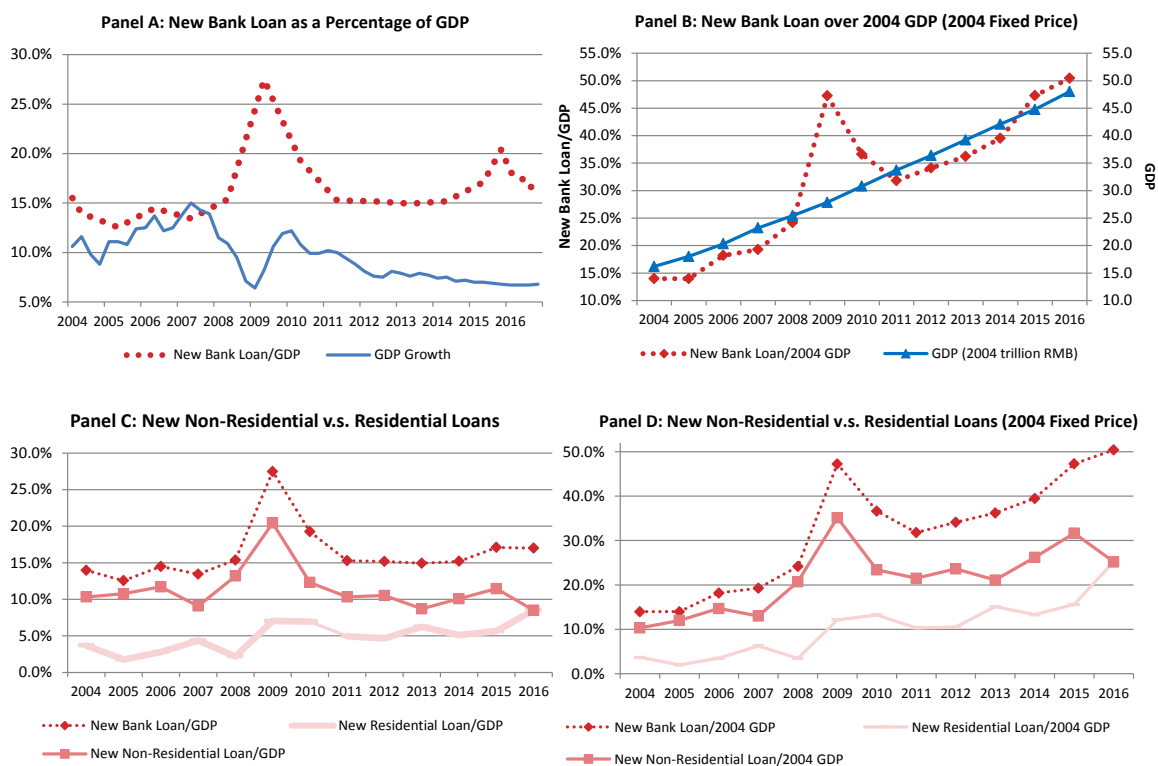 Panel A: New Bank Loan as a Percentage of GDP
30.0%
25.0%
20.0%
15.0%
10.0%
5.0%
2004 2005 2006 2007 2008 2009 2010 2011 2012 2013 2014 2015 2016
New Bank Loan/GDP GDP Growth
Panel B: New Bank Loan over 2004 GDP (2004 Fixed Price)
New Bank Loan/GDP
55.0% 55.0
50.0% 50.0
45.0% 45.0
40.0% 40.0
35.0% 35.0
30.0% 30.0
25.0% 25.0
20.0% 20.0
15.0% 15.0
10.0% 10.0
GDP
2004 2005 2006 2007 2008 2009 2010 2011 2012 2013 2014 2015 2016
New Bank Loan/2004 GDP GDP (2004 trillion RMB)
Panel C: New Non-Residential v.s. Residential Loans
30.0%
25.0%
20.0%
15.0%
10.0%
5.0%
0.0%
2004 2005 2006 2007 2008 2009 2010 2011 2012 2013 2014 2015 2016
New Bank Loan/GDP New Residential Loan/GDP
New Non-Residential Loan/GDP
Panel D: New Non-Residential v.s. Residential Loans (2004 Fixed Price)
50.0%
40.0%
30.0%
20.0%
10.0%
0.0%
2004 2005 2006 2007 2008 2009 2010 2011 2012 2013 2014 2015 2016
New Bank Loan/2004 GDP New Residential Loan/2004 GDP
New Non-Residential Loan/2004 GDP